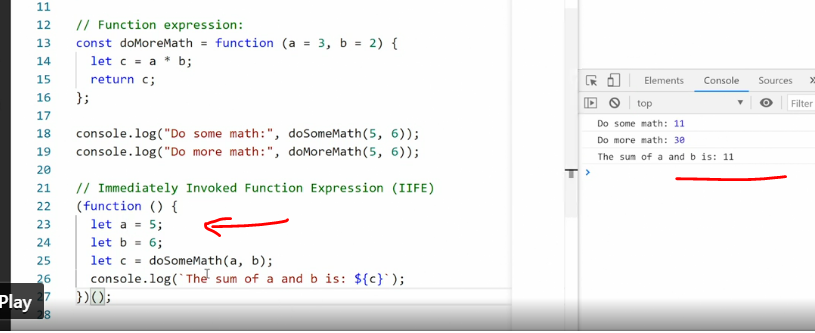 11
12 // Function expression:
13 const doMoreMath = function (a = 3, b = 2) {
14 let c = a * b;
15 return c;
16 };
17
18 console.log("Do some math:", doSomeMath(5, 6));
19 console.log("Do more math:", doMoreMath(5, 6));
20
21 // Immediately Invoked Function Expression (IIFE)
22 (function () {
23 let a = 5;
24 let b = 6;
25 let c = doSomeMath(a, b);
26 console.log(`The sum of a and b is: ${c}`);
27 })();
28
Play
Elements Console Sources
top Filter
Do some math: 11
Do more math: 30
The sum of a and b is: 11